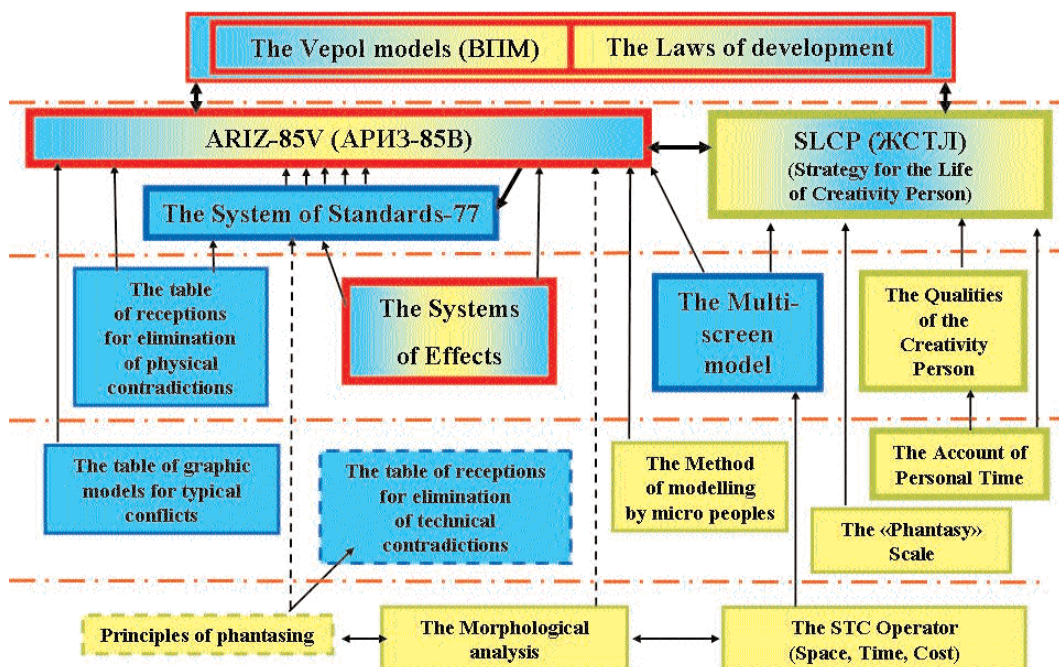 The Vepol models (ВПМ)
The Laws of development
ARIZ-85V (АРИЗ-85В)
SLCP (ЖСТЛ)
(Strategy for the Life
of Creativity Person)
The System of Standards-77
The table
of receptions
for elimination
of physical
contradictions
The Systems
of Effects
The Multi-
screen
model
The Qualities
of the
Creativity
Person
The table of graphic
models for typical
conflicts
The table of receptions
for elimination
of technical
contradictions
The Method
of modelling
by micro peoples
The Account of
Personal Time
The «Phantasy»
Scale
Principles of phantasing
The Morphological
analysis
The STC Operator
(Space, Time, Cost)